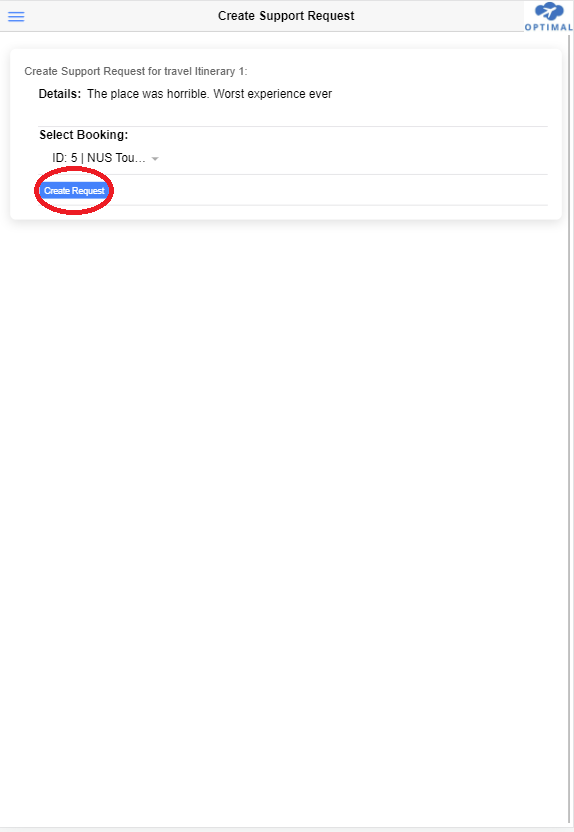 Create Support Request
OPTIMAL
Create Support Request for travel Itinerary 1:
Details: The place was horrible. Worst experience ever
Select Booking:
ID: 5 | NUS Tou...
Create Request